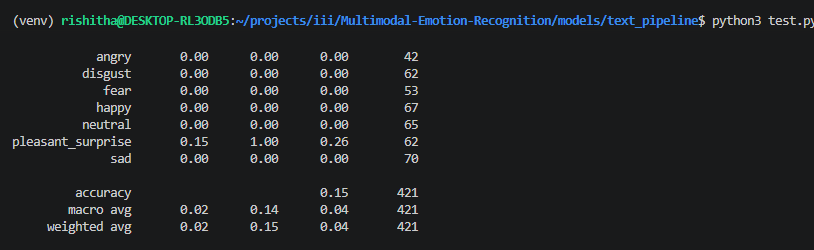 (venv) rishitha@DESKTOP-RL3ODB5:~/projects/iii/Multimodal-Emotion-Recognition/models/text_pipeline$ python3 test.py
angry 0.00 0.00 0.00 42
disgust 0.00 0.00 0.00 62
fear 0.00 0.00 0.00 53
happy 0.00 0.00 0.00 67
neutral 0.00 0.00 0.00 65
pleasant_surprise 0.15 1.00 0.26 62
sad 0.00 0.00 0.00 70
accuracy 0.15 421
macro avg 0.02 0.14 0.04 421
weighted avg 0.02 0.15 0.04 421